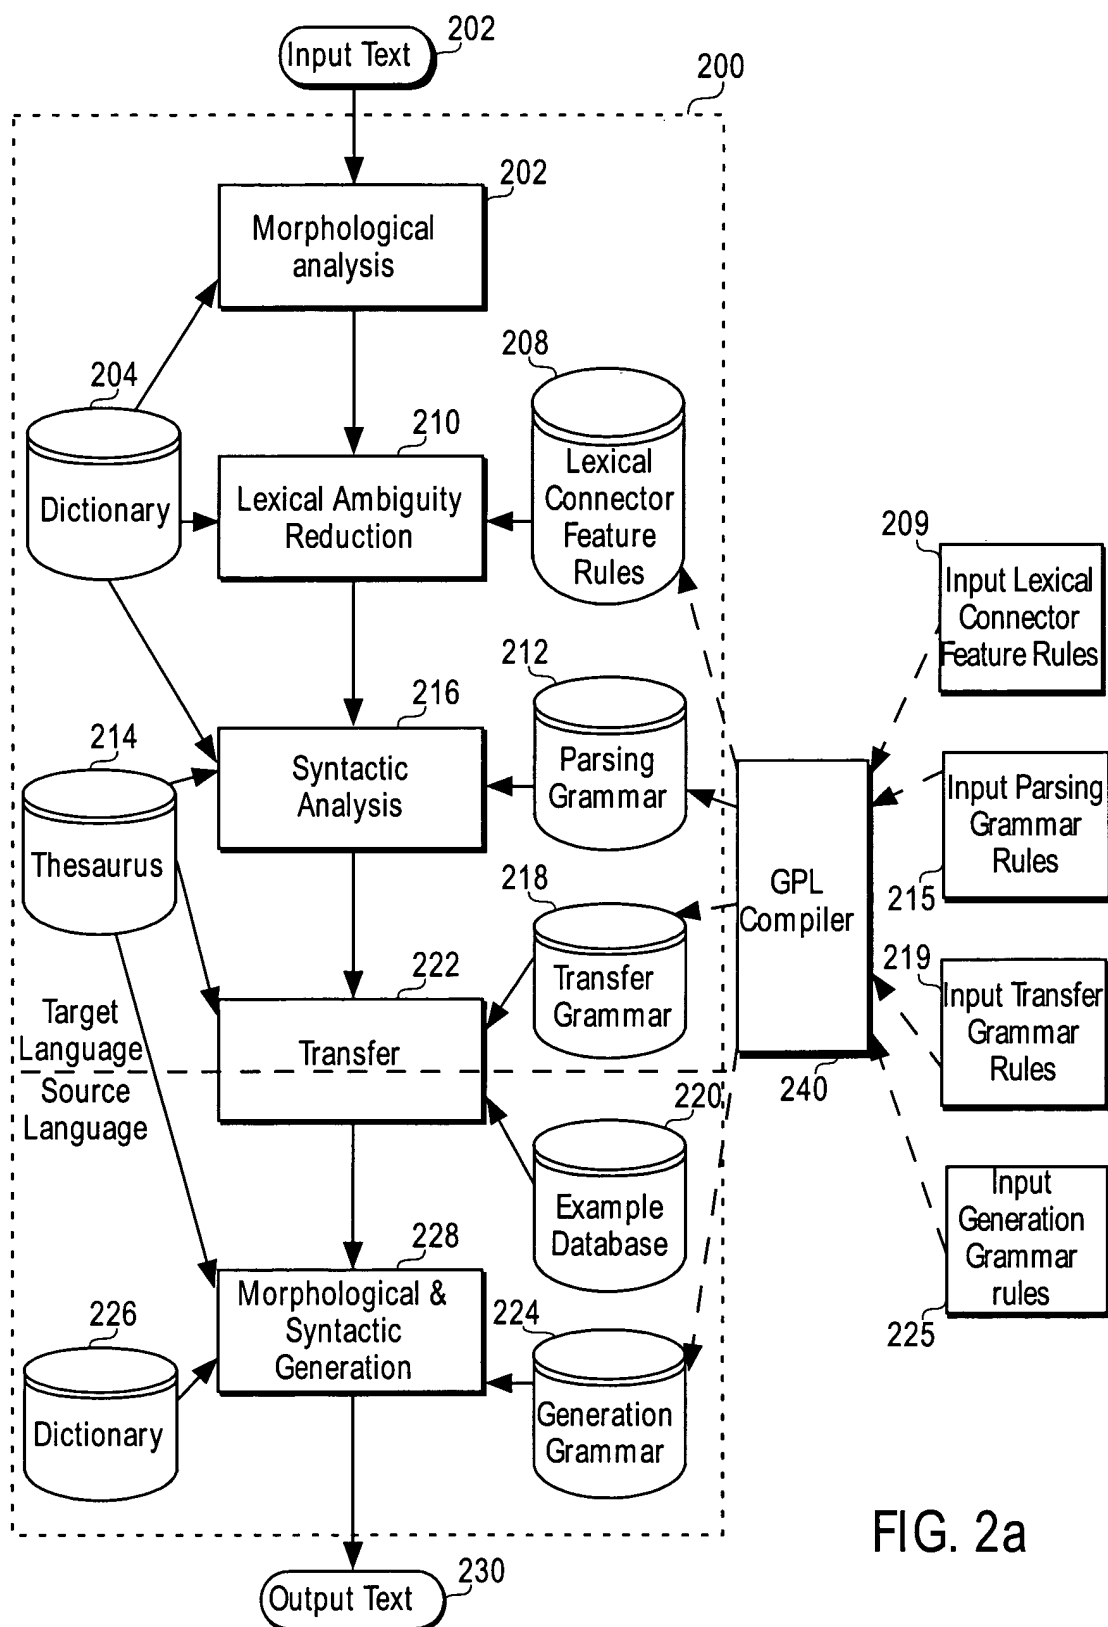 202
Input Text
200
202
Morphological
analysis
204
Dictionary
210
Lexical Ambiguity
Reduction
208
Lexical
Connector
Feature
Rules
209
Input Lexical
Connector
Feature Rules
212
Parsing
Grammar
216
Syntactic
Analysis
214
Thesaurus
Input Parsing
Grammar
Rules
215
GPL
Compiler
240
218
Transfer
Grammar
222
Transfer
219
Input Transfer
Grammar
Rules
Target
Language
Source
Language
220
Example
Database
Input
Generation
Grammar
rules
225
228
Morphological &
Syntactic
Generation
224
Generation
Grammar
226
Dictionary
FIG. 2a
Output Text
230